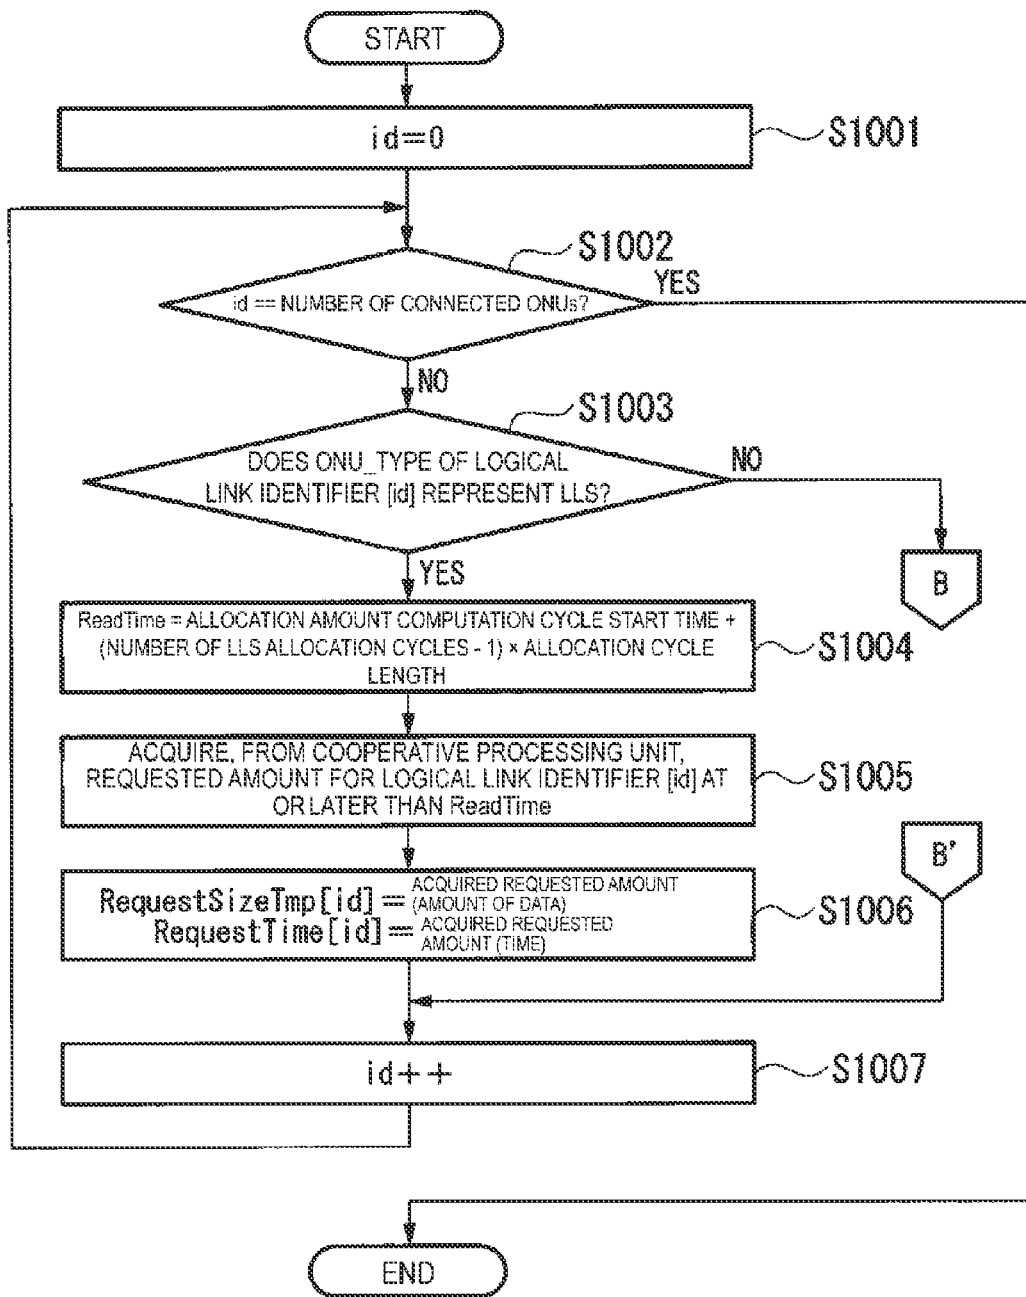 START
id=0
S1001
S1002
id == NUMBER OF CONNECTED ONUs?
YES
NO
S1003
DOES ONU_TYPE OF LOGICAL
LINK IDENTIFIER [id] REPRESENT LLS?
NO
YES
B
ReadTime = ALLOCATION AMOUNT COMPUTATION CYCLE START TIME +
(NUMBER OF LLS ALLOCATION CYCLES - 1) × ALLOCATION CYCLE
LENGTH
S1004
ACQUIRE, FROM COOPERATIVE PROCESSING UNIT,
REQUESTED AMOUNT FOR LOGICAL LINK IDENTIFIER [id] AT
OR LATER THAN ReadTime
S1005
B'
RequestSizeTmp[id]= ACQUIRED REQUESTED AMOUNT
(AMOUNT OF DATA)
RequestTime[id]= ACQUIRED REQUESTED
AMOUNT (TIME)
S1006
id++
S1007
END